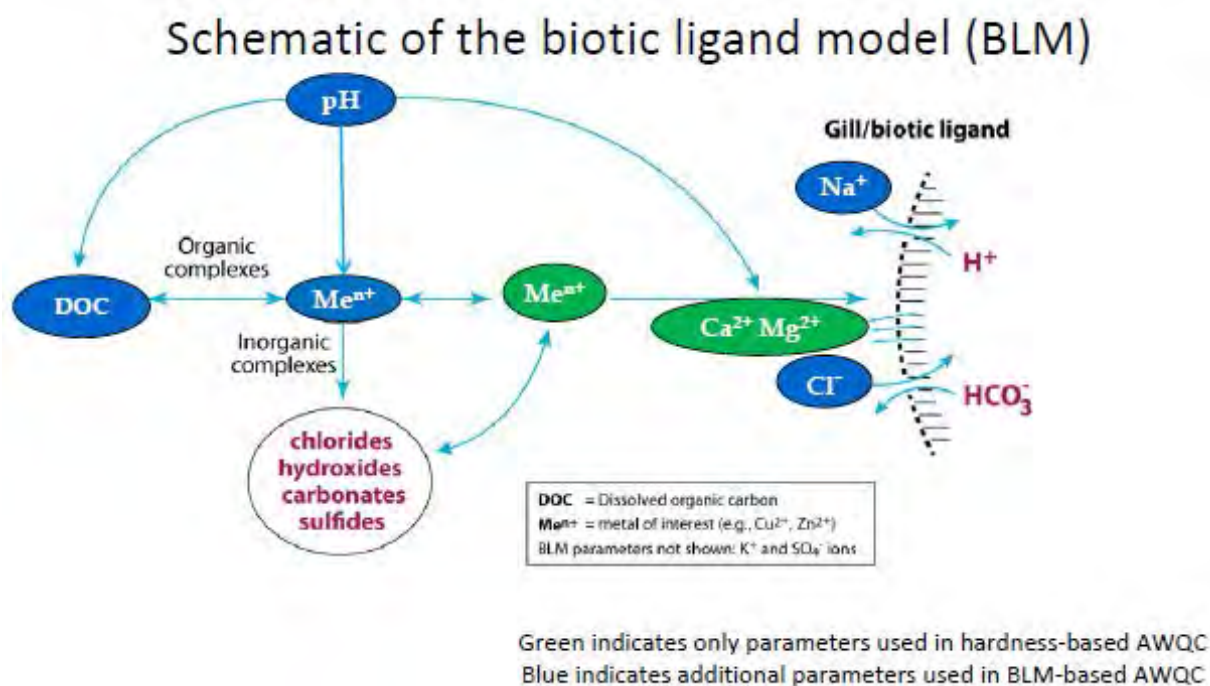 Schematic of the biotic ligand model (BLM)
pH
Gill/biotic ligand
Na⁺
H⁺
Organic
complexes
DOC
Meⁿ⁺
Meⁿ⁺
Ca²⁺ Mg²⁺
Inorganic
complexes
Cl⁻
HCO₃⁻
chlorides
hydroxides
carbonates
sulfides
DOC = Dissolved organic carbon
Meⁿ⁺ = metal of interest (e.g., Cu²⁺, Zn²⁺)
BLM parameters not shown: K⁺ and SO₄⁻ ions
Green indicates only parameters used in hardness-based AWQC
Blue indicates additional parameters used in BLM-based AWQC